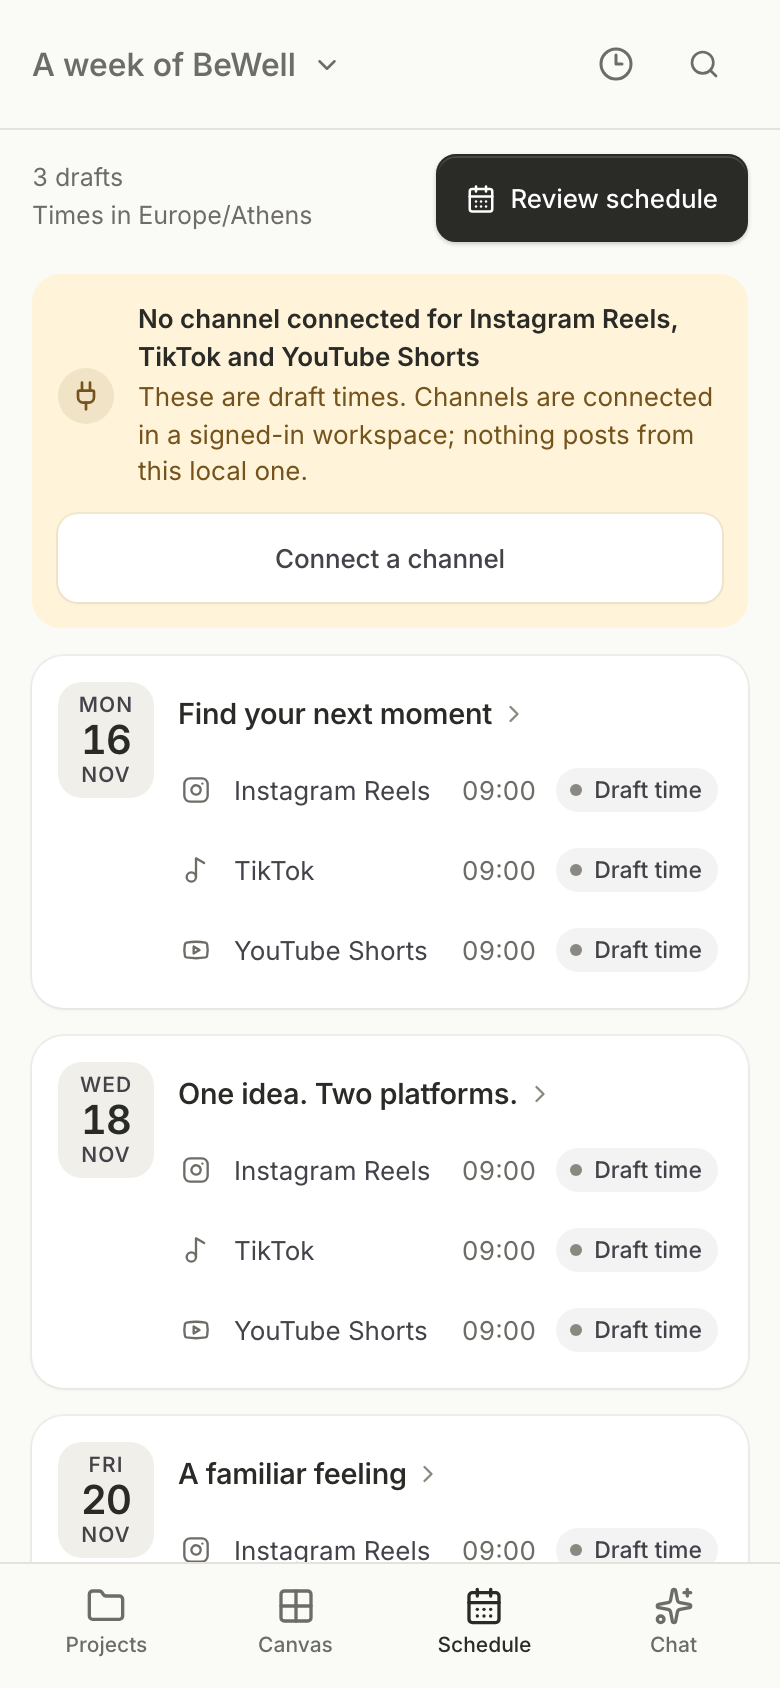 A week of BeWell
3 drafts
Times in Europe/Athens
Review schedule
No channel connected for Instagram Reels,
TikTok and YouTube Shorts
These are draft times. Channels are connected
in a signed-in workspace; nothing posts from
this local one.
Connect a channel
MON
16
NOV
Find your next moment
Instagram Reels 09:00 Draft time
TikTok 09:00 Draft time
YouTube Shorts 09:00 Draft time
WED
18
NOV
One idea. Two platforms.
Instagram Reels 09:00 Draft time
TikTok 09:00 Draft time
YouTube Shorts 09:00 Draft time
FRI
20
NOV
A familiar feeling
Instagram Reels 09:00 Draft time
Projects
Canvas
Schedule
Chat